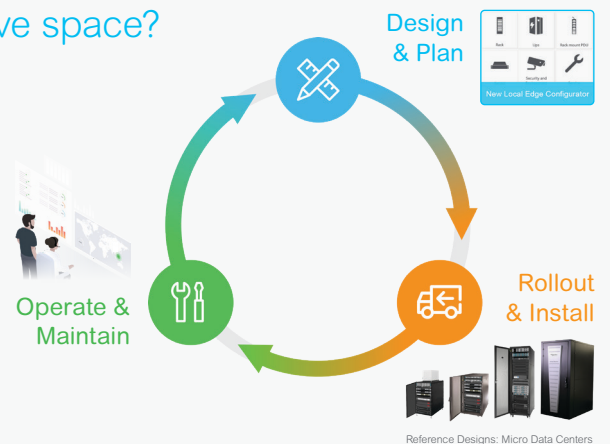 ve space?
Design
& Plan
Rack
Ups
Rack-mount PDU
Security and
New Local Edge Configurator
Rollout
& Install
Operate &
Maintain
Reference Designs: Micro Data Centers